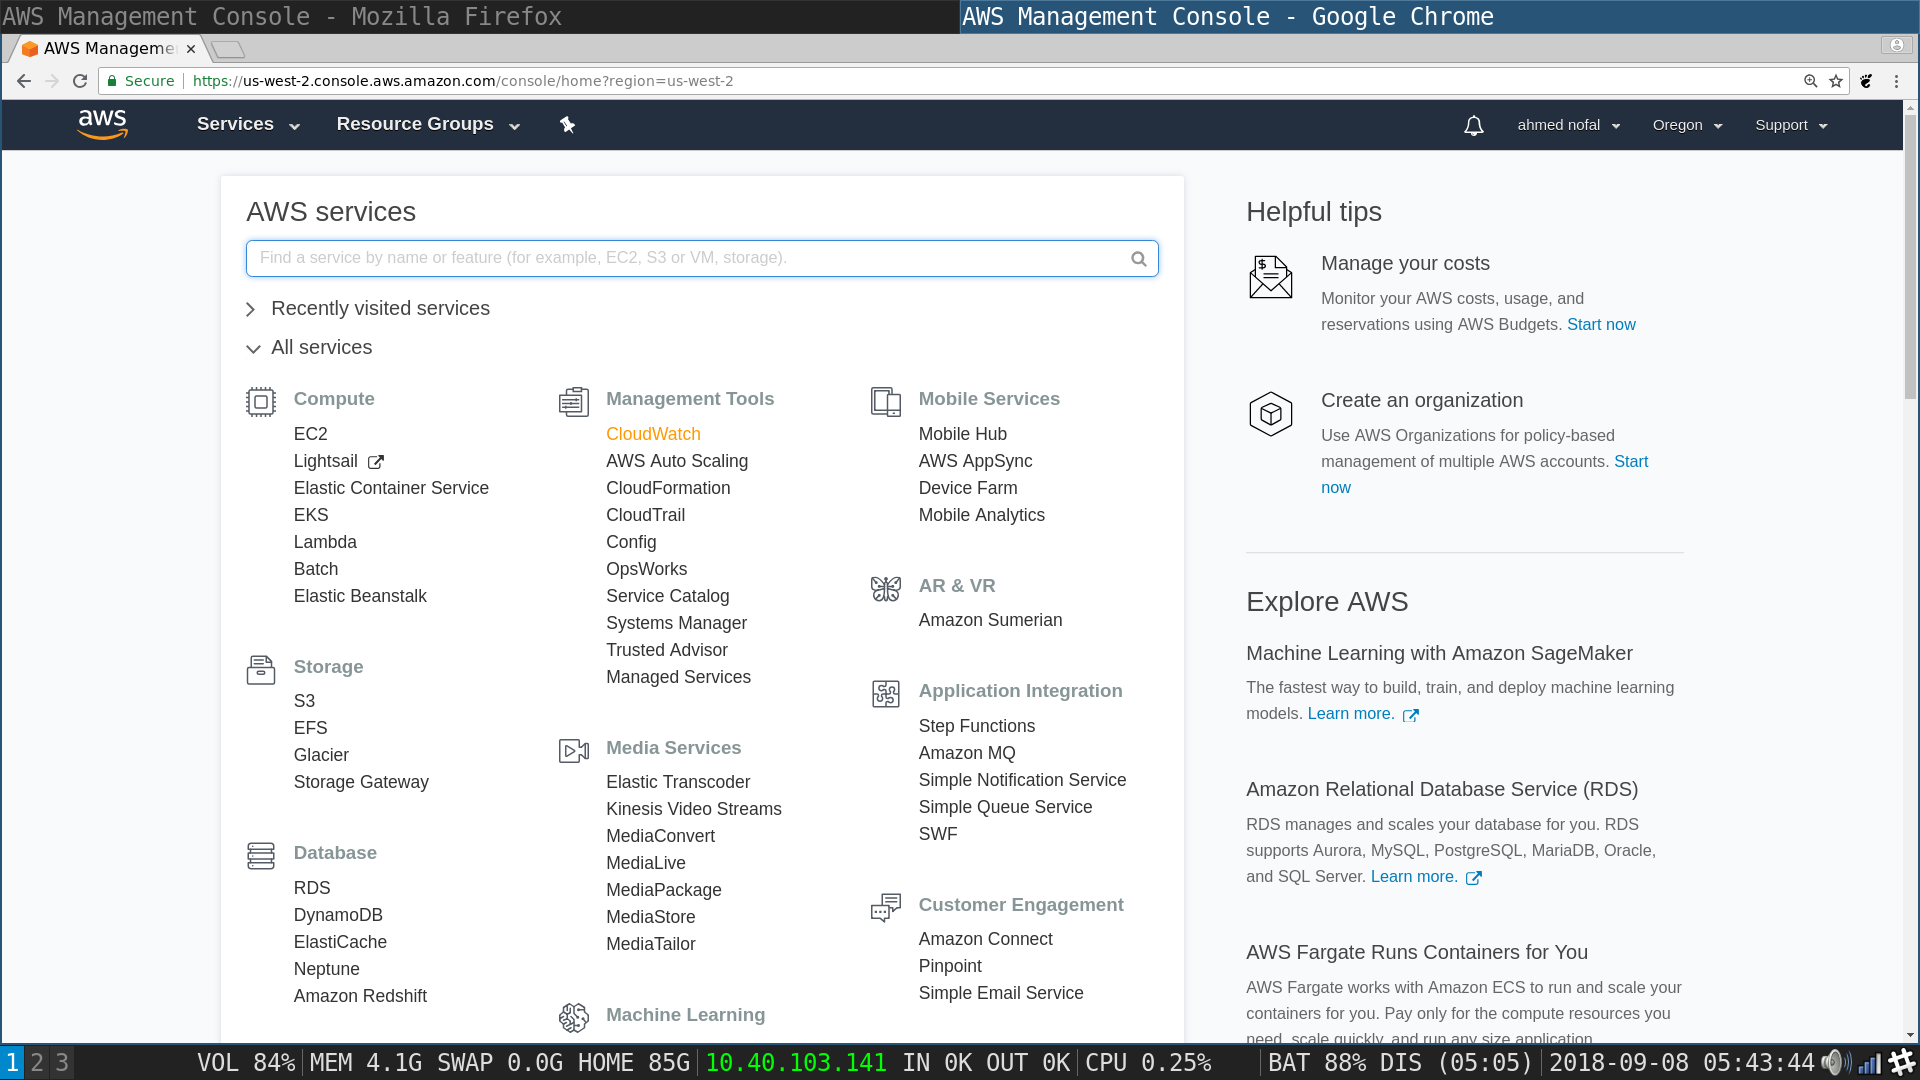 AWS Management Console - Mozilla Firefox
AWS Management Console - Google Chrome
AWS Manageme
Secure
https://us-west-2.console.aws.amazon.com/console/home?region=us-west-2
aws
Services
Resource Groups
ahmed nofal
Oregon
Support
AWS services
Find a service by name or feature (for example, EC2, S3 or VM, storage).
Recently visited services
All services
Compute
EC2
Lightsail
Elastic Container Service
EKS
Lambda
Batch
Elastic Beanstalk
Storage
S3
EFS
Glacier
Storage Gateway
Database
RDS
DynamoDB
ElastiCache
Neptune
Amazon Redshift
Management Tools
CloudWatch
AWS Auto Scaling
CloudFormation
CloudTrail
Config
OpsWorks
Service Catalog
Systems Manager
Trusted Advisor
Managed Services
Media Services
Elastic Transcoder
Kinesis Video Streams
MediaConvert
MediaLive
MediaPackage
MediaStore
MediaTailor
Machine Learning
Mobile Services
Mobile Hub
AWS AppSync
Device Farm
Mobile Analytics
AR & VR
Amazon Sumerian
Application Integration
Step Functions
Amazon MQ
Simple Notification Service
Simple Queue Service
SWF
Customer Engagement
Amazon Connect
Pinpoint
Simple Email Service
Helpful tips
Manage your costs
Monitor your AWS costs, usage, and
reservations using AWS Budgets. Start now
Create an organization
Use AWS Organizations for policy-based
management of multiple AWS accounts. Start
now
Explore AWS
Machine Learning with Amazon SageMaker
The fastest way to build, train, and deploy machine learning
models. Learn more.
Amazon Relational Database Service (RDS)
RDS manages and scales your database for you. RDS
supports Aurora, MySQL, PostgreSQL, MariaDB, Oracle,
and SQL Server. Learn more.
AWS Fargate Runs Containers for You
AWS Fargate works with Amazon ECS to run and scale your
containers for you. Pay only for the compute resources you
need, scale quickly, and run any size application.
1 2 3
VOL 84% MEM 4.1G SWAP 0.0G HOME 85G 10.40.103.141 IN 0K OUT 0K CPU 0.25% BAT 88% DIS (05:05) 2018-09-08 05:43:44